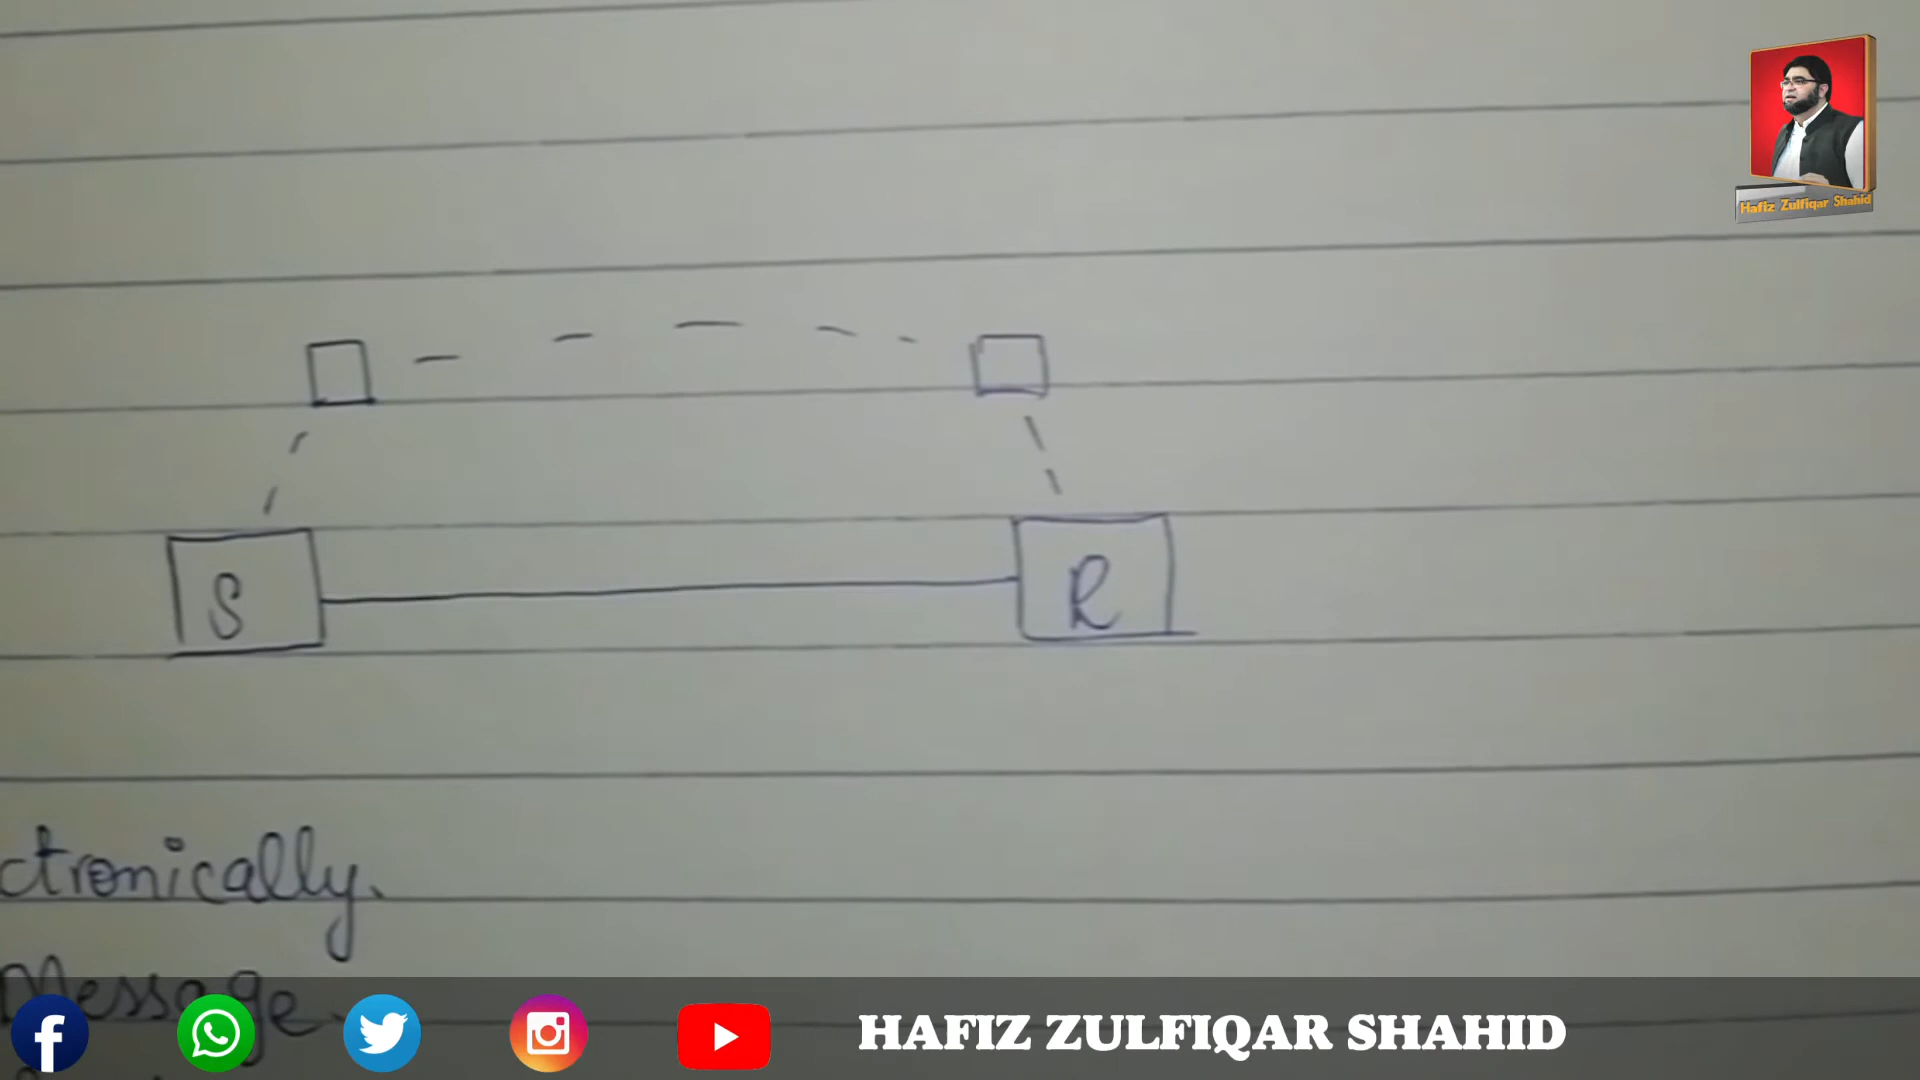 Hafiz Zulfiqar Shahid
S
R
ctronically.
Message
HAFIZ ZULFIQAR SHAHID